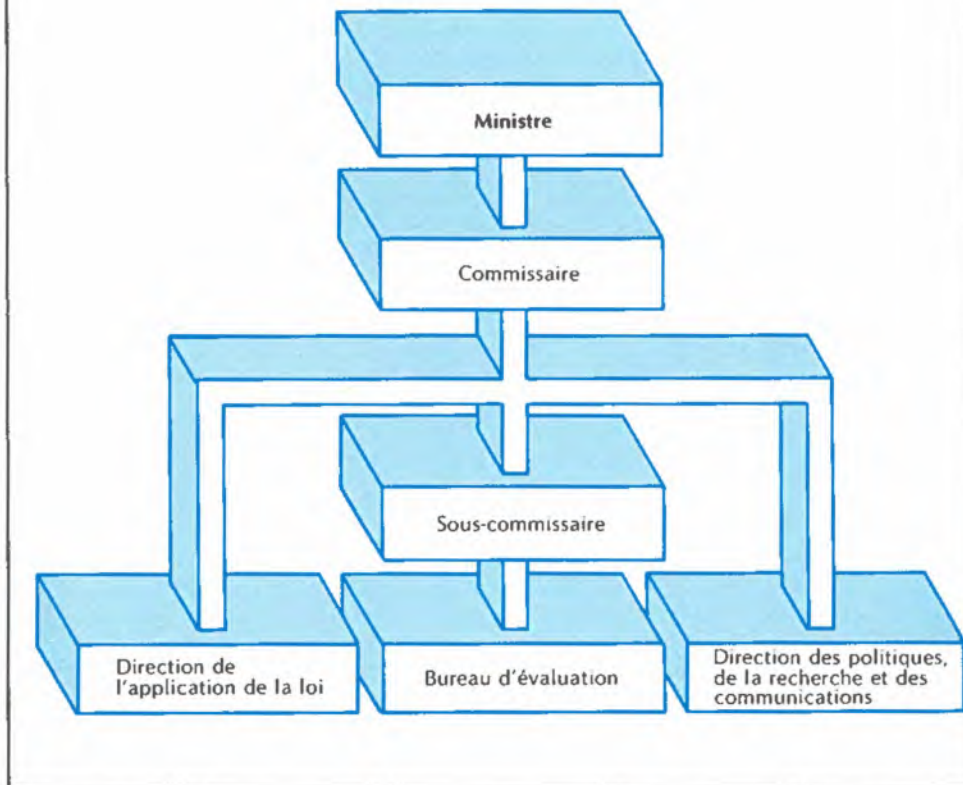 Ministre
Commissaire
Sous-commissaire
Direction de
l'application de la loi
Bureau d'évaluation
Direction des politiques,
de la recherche et des
communications